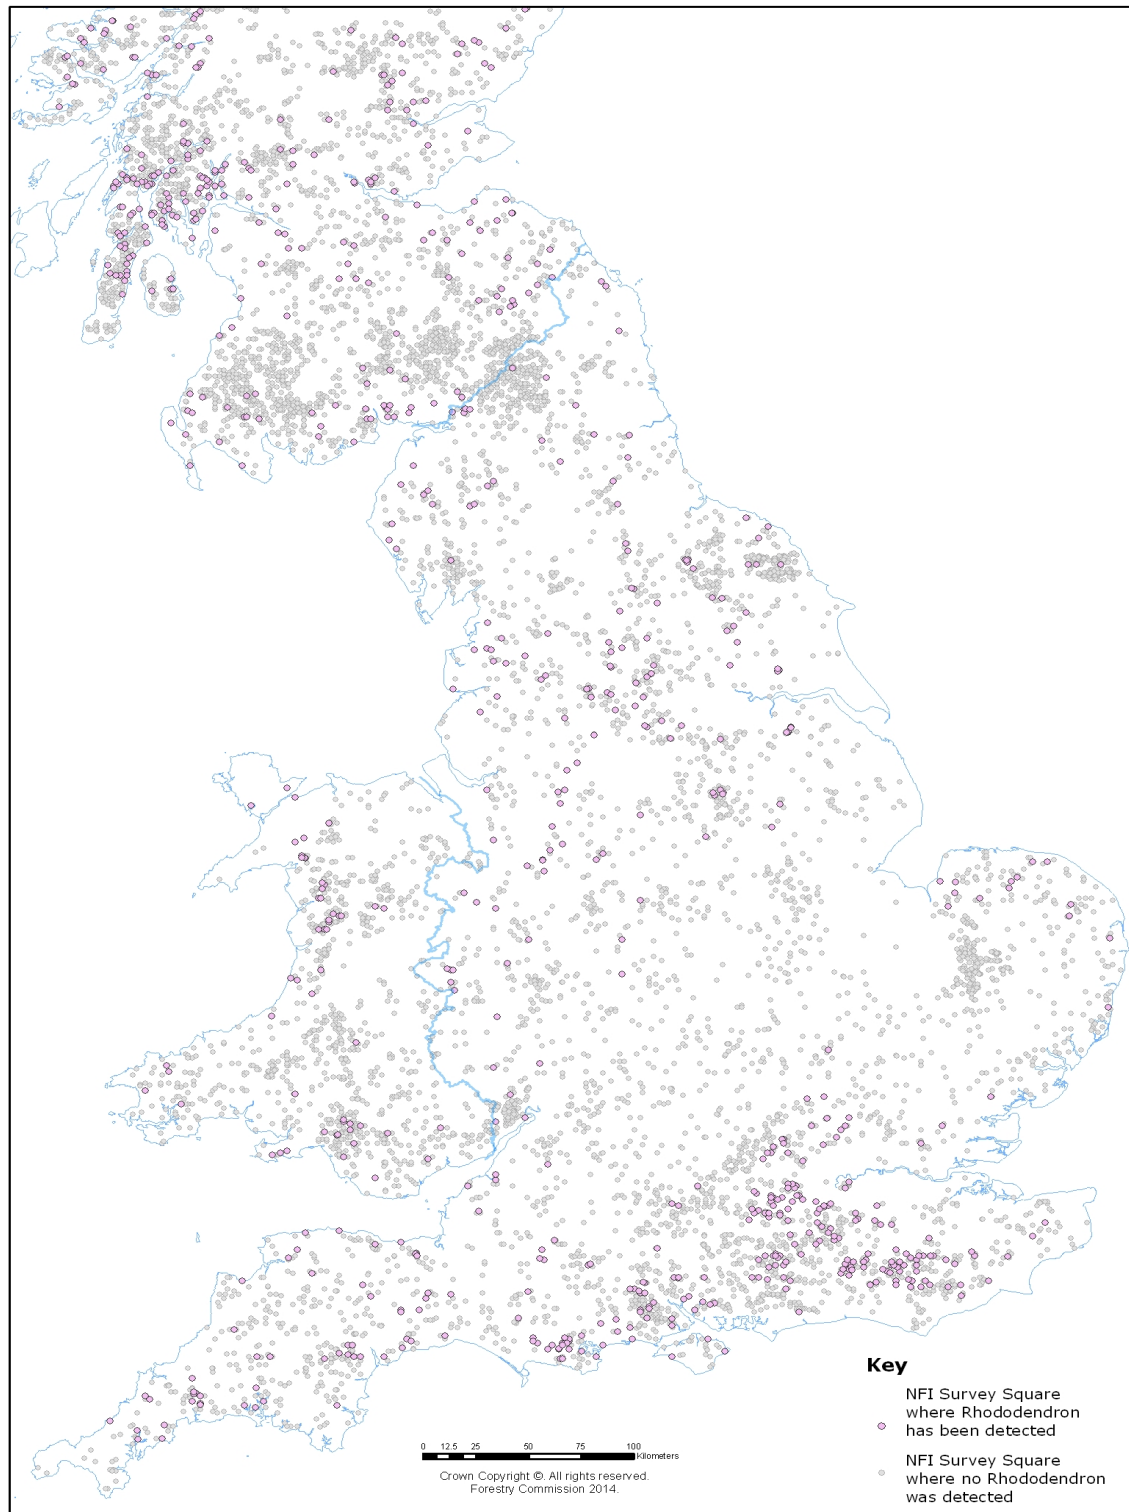 Key
NFI Survey Square
where Rhododendron
has been detected
NFI Survey Square
where no Rhododendron
was detected
0 12.5 25 50 75 100
Kilometers
Crown Copyright ©. All rights reserved.
Forestry Commission 2014.